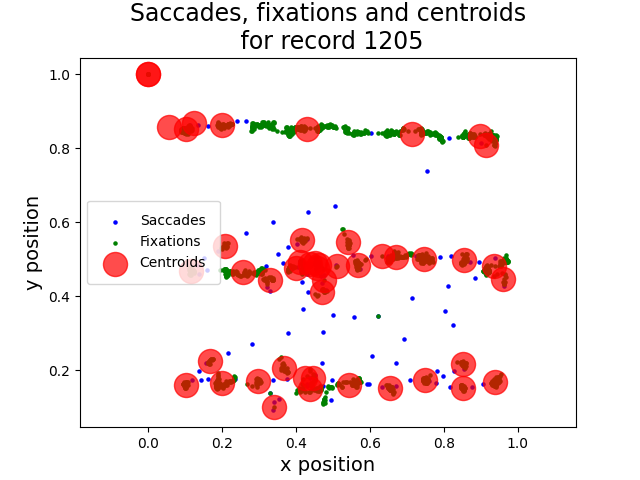 Saccades, fixations and centroids
for record 1205
y position
1.0
0.8
0.6
0.4
0.2
Saccades
Fixations
Centroids
0.0 0.2 0.4 0.6 0.8 1.0
x position